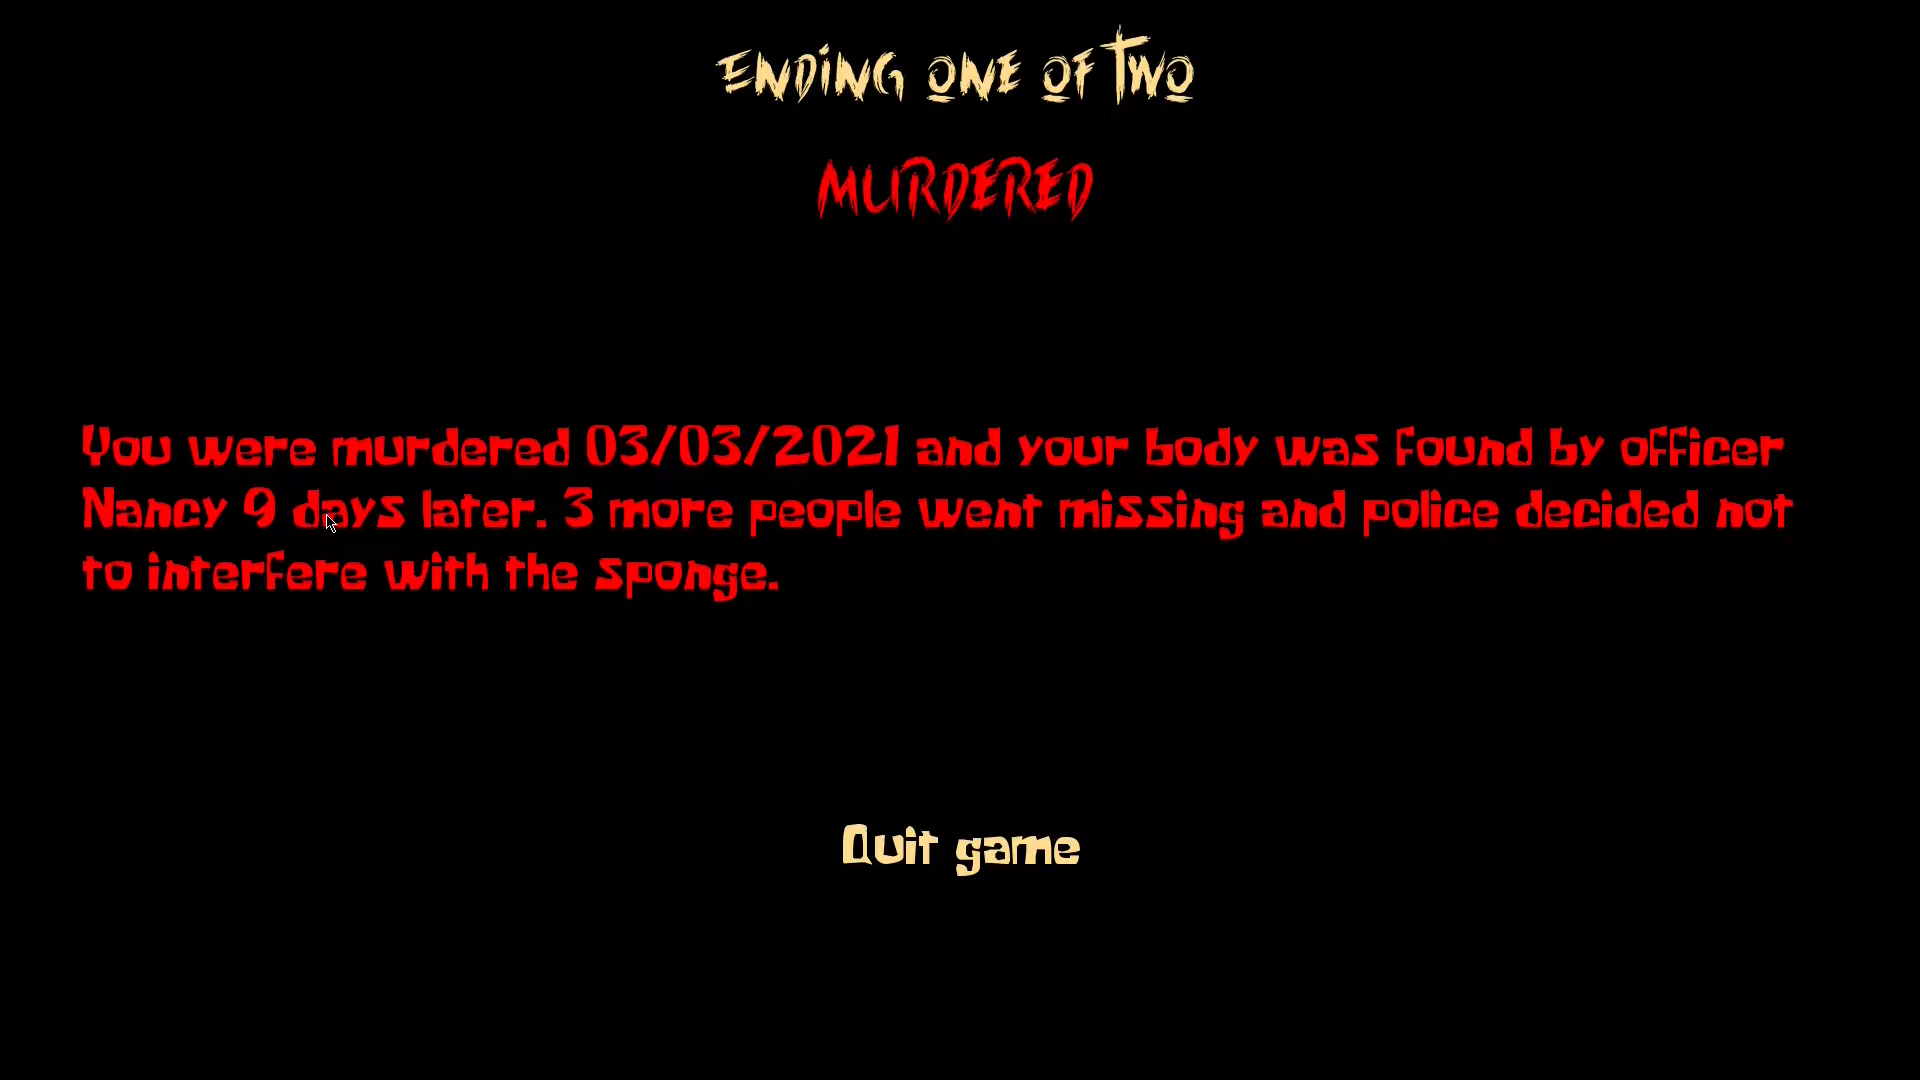 ENDING ONE OF TWO
MURDERED
You were murdered 03/03/2021 and your body was found by officer
Nancy 9 days later. 3 more people went missing and police decided not
to interfere with the sponge.
Quit game